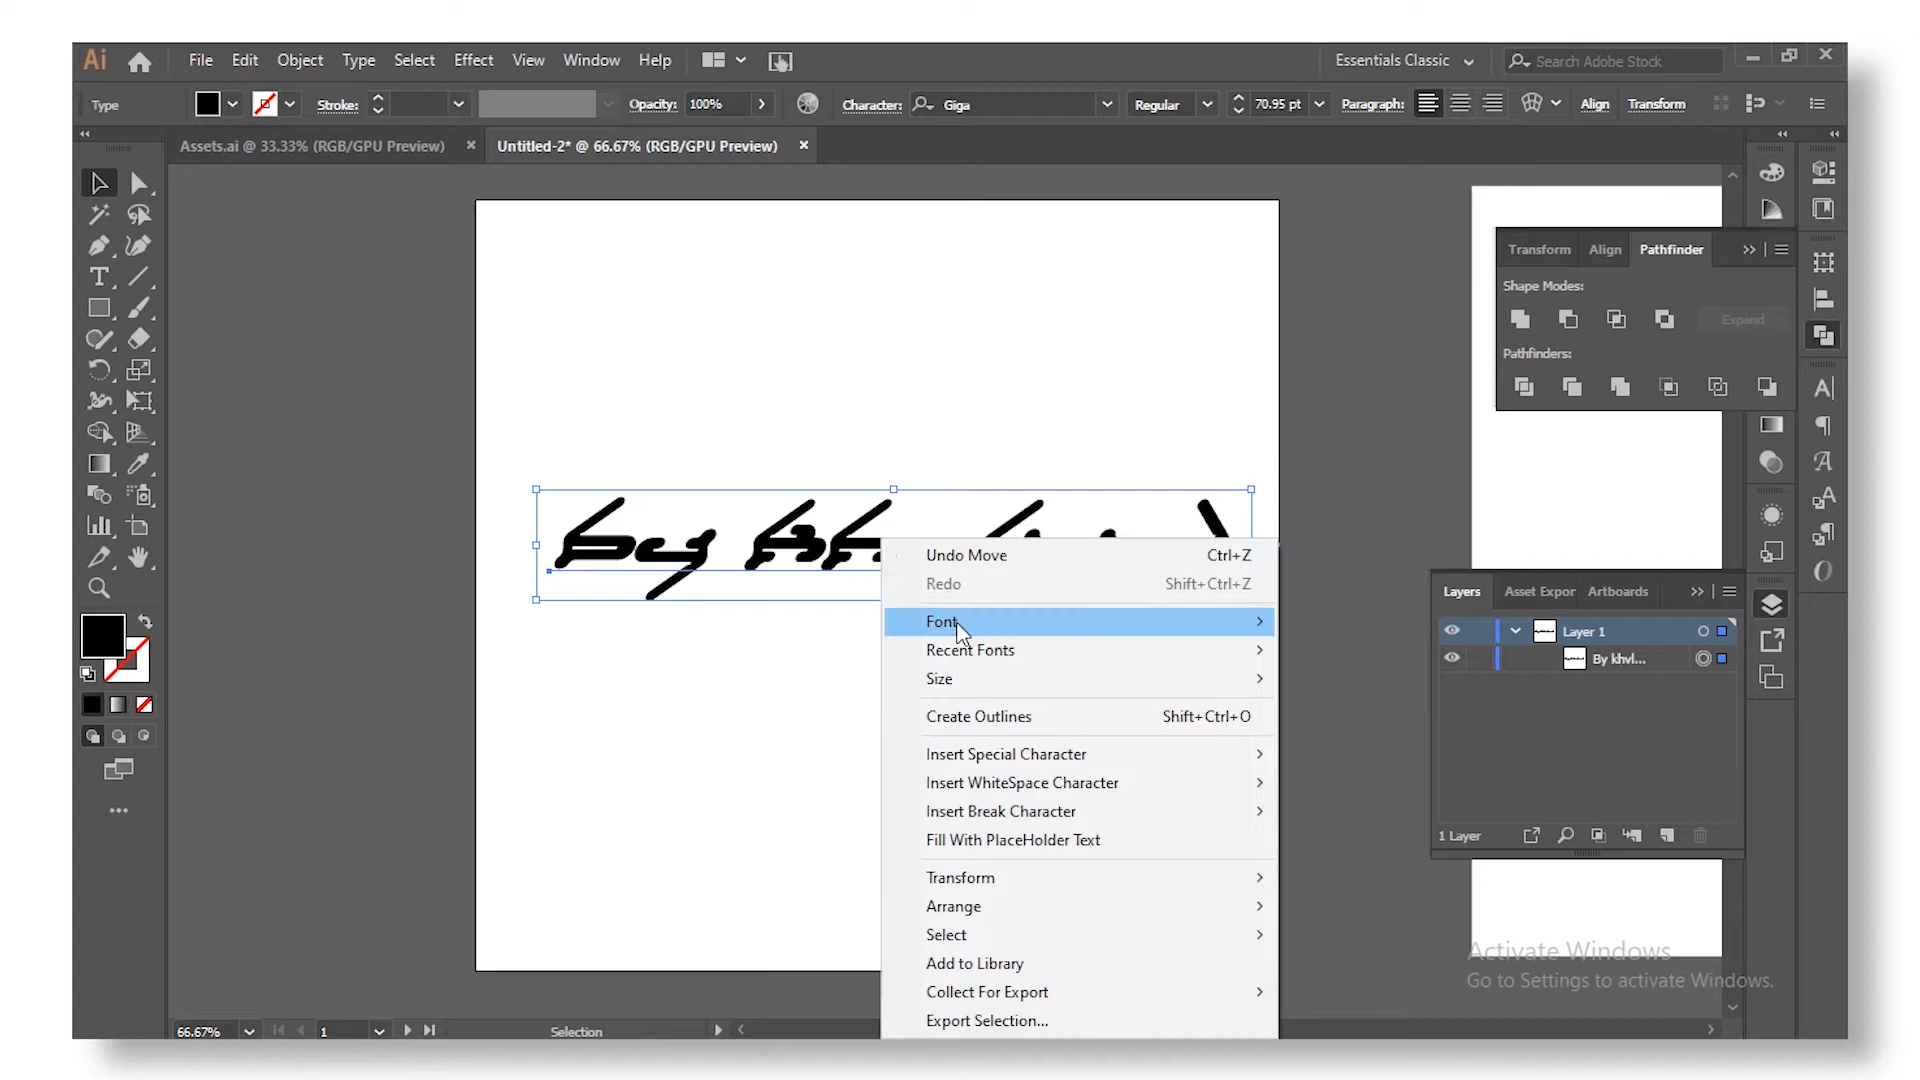 Ai File Edit Object Type Select Effect View Window Help Essentials Classic Search Adobe Stock
Type Stroke: Opacity: 100% Character: Giga Regular 70.95 pt Paragraph: Align Transform
Assets.ai @ 33.33% (RGB/GPU Preview) Untitled-2* @ 66.67% (RGB/GPU Preview)
Transform Align Pathfinder
Shape Modes:
Expand
Pathfinders:
by
Undo Move Ctrl+Z
Redo Shift+Ctrl+Z
Font
Recent Fonts
Size
Create Outlines Shift+Ctrl+O
Insert Special Character
Insert WhiteSpace Character
Insert Break Character
Fill With PlaceHolder Text
Transform
Arrange
Select
Add to Library
Collect For Export
Export Selection...
Layers Asset Expor Artboards
Layer 1
By khvl...
1 Layer
Activate Windows
Go to Settings to activate Windows.
66.67% 1 Selection